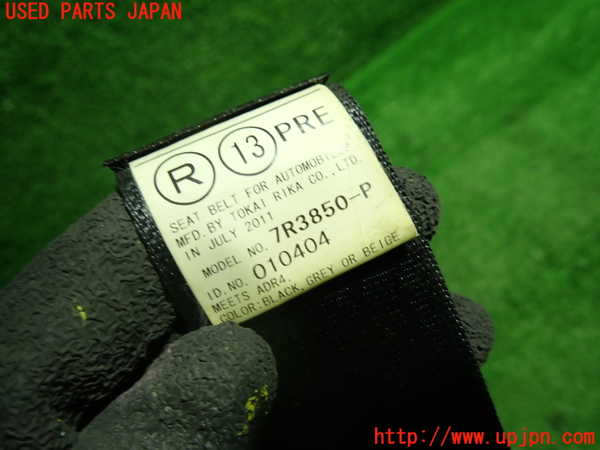 USED PARTS JAPAN
R 13 PRE
SEAT BELT FOR AUTOMOBILE
MFD.BY TOKAI RIKA CO.,LTD.
IN JULY 2011
MODEL NO. 7R3850-P
ID.NO. 010404
MEETS ADR4.
COLOR:BLACK,GREY OR BEIGE
http://www.upjpn.com